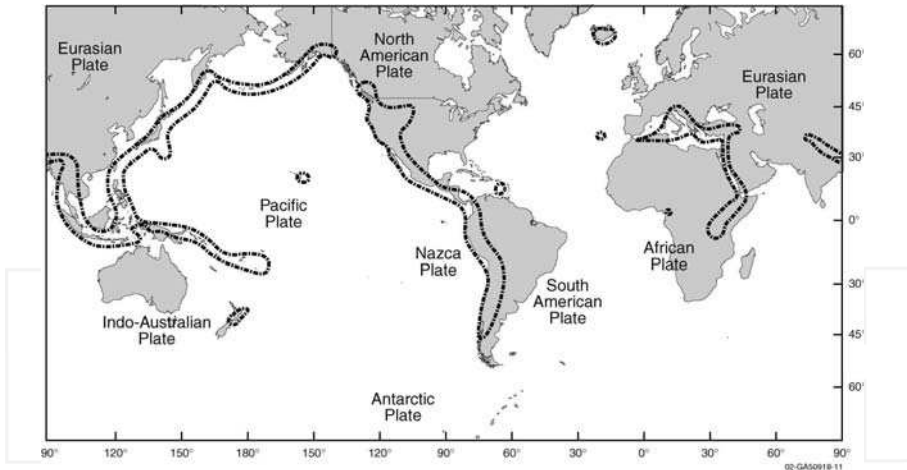 Eurasian
Plate
North
American
Plate
Eurasian
Plate
60'
45'
30'
Pacific
Plate
0'
Nazca
Plate
African
Plate
South
American
Plate
30'
Indo-Australian
Plate
45'
Antarctic
Plate
60'
90° 120° 150° 180° 150° 120° 90° 60° 30° 0° 30° 60° 90°
02-GA50918-11